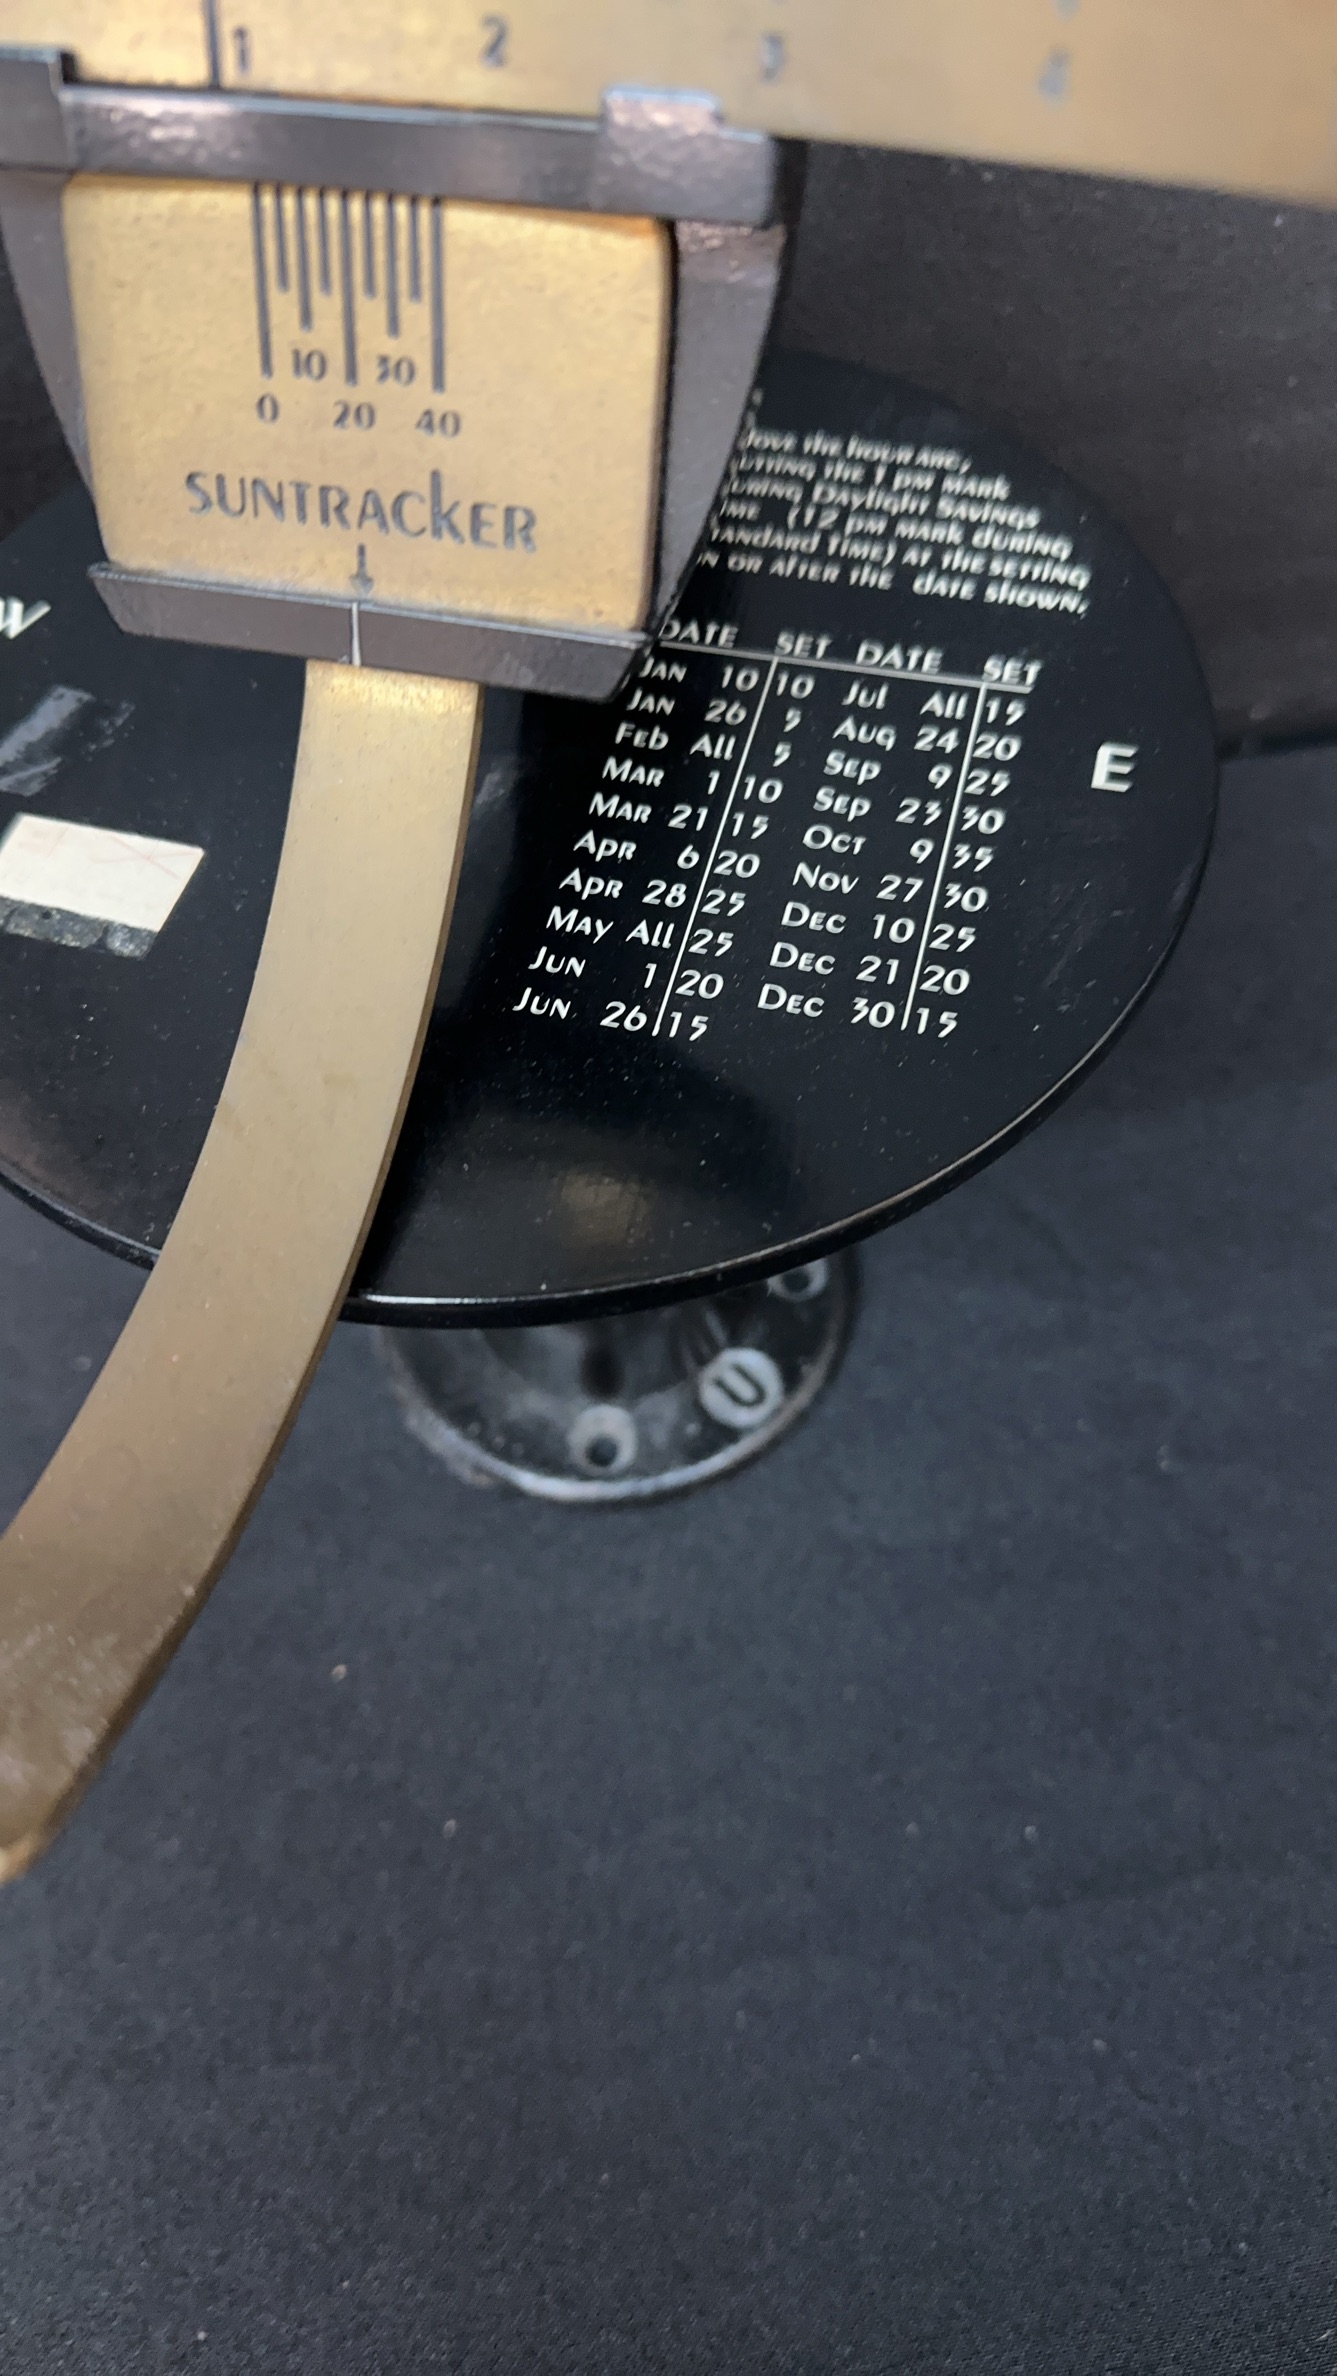 1 2 3 4
10 30
0 20 40
SUNTRACKER
W
MOVE THE HOUR ARC,
PUTTING THE 1 PM MARK
DURING DAYLIGHT SAVINGS
TIME (12 PM MARK DURING
STANDARD TIME) AT THE SETTING
ON OR AFTER THE DATE SHOWN.
DATE SET DATE SET
JAN 10 10 JUL ALL 15
JAN 26 5 AUG 24 20
FEB ALL 5 SEP 9 25
MAR 1 10 SEP 23 30
MAR 21 15 OCT 9 35
APR 6 20 NOV 27 30
APR 28 25 DEC 10 25
MAY ALL 25 DEC 21 20
JUN 1 20 DEC 30 15
JUN 26 15
E
U